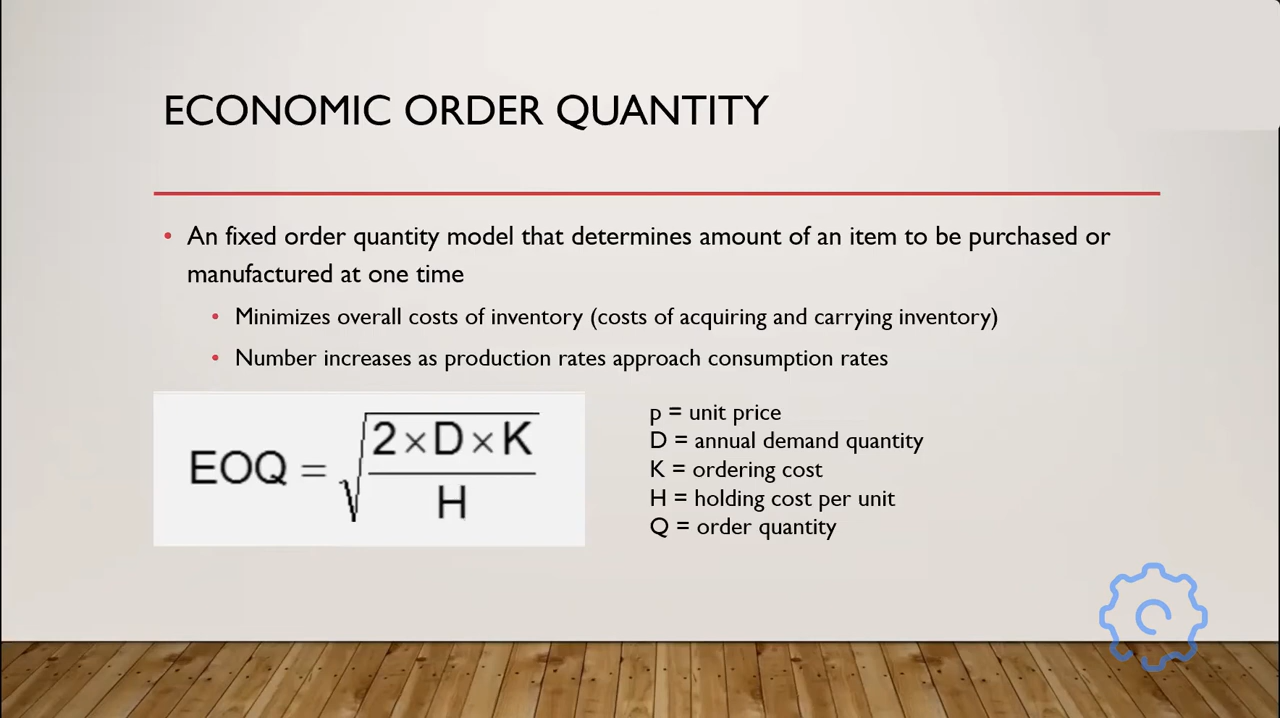 ECONOMIC ORDER QUANTITY
• An fixed order quantity model that determines amount of an item to be purchased or
manufactured at one time
• Minimizes overall costs of inventory (costs of acquiring and carrying inventory)
• Number increases as production rates approach consumption rates
EOQ = √(2×D×K / H)
p = unit price
D = annual demand quantity
K = ordering cost
H = holding cost per unit
Q = order quantity